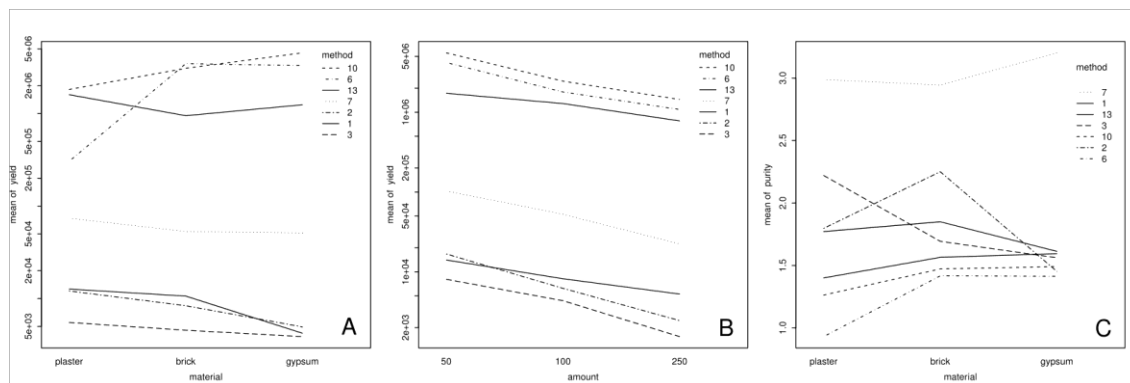 mean of yield
5e+06
2e+06
5e+05
2e+05
5e+04
2e+04
5e+03
plaster
brick
gypsum
material
method
10
6
13
7
2
1
3
A
mean of yield
5e+06
1e+06
2e+05
5e+04
1e+04
2e+03
50
100
250
amount
method
10
6
13
7
1
2
3
B
mean of purity
3.0
2.5
2.0
1.5
1.0
plaster
brick
gypsum
material
method
7
1
13
3
10
2
6
C